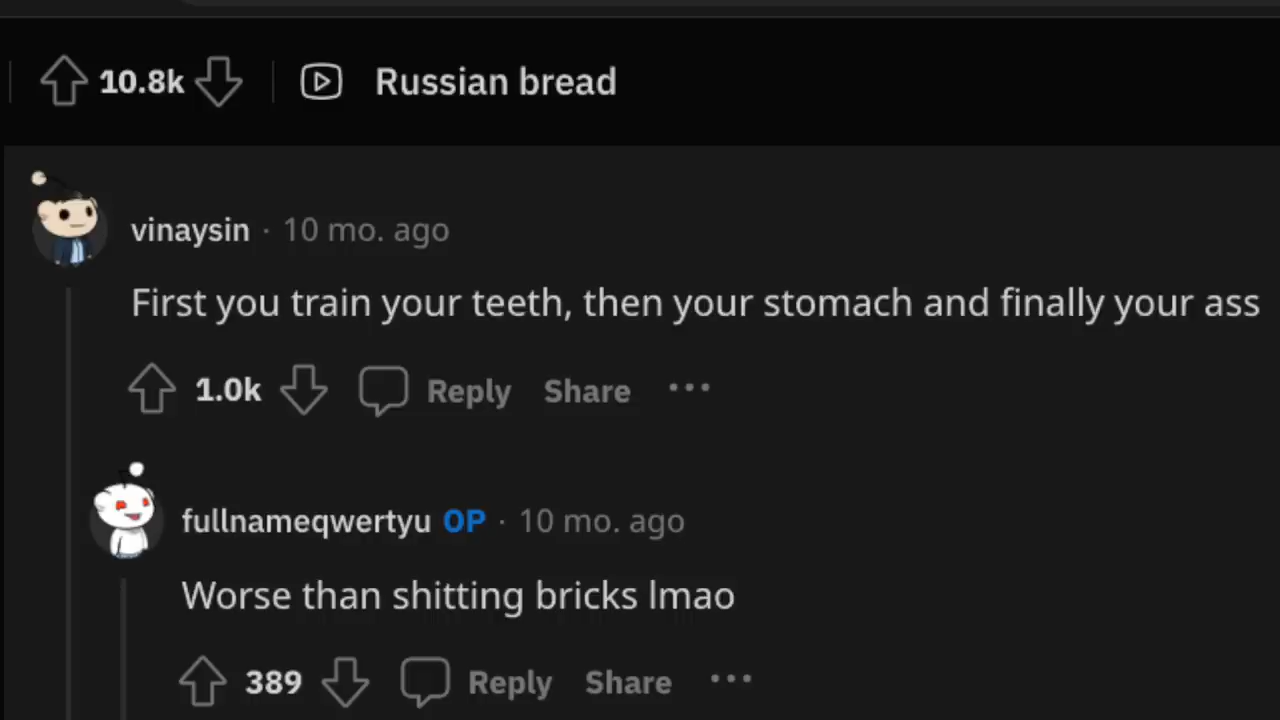 10.8k Russian bread
vinaysin · 10 mo. ago
First you train your teeth, then your stomach and finally your ass
1.0k Reply Share ···
fullnameqwertyu OP · 10 mo. ago
Worse than shitting bricks lmao
389 Reply Share ···